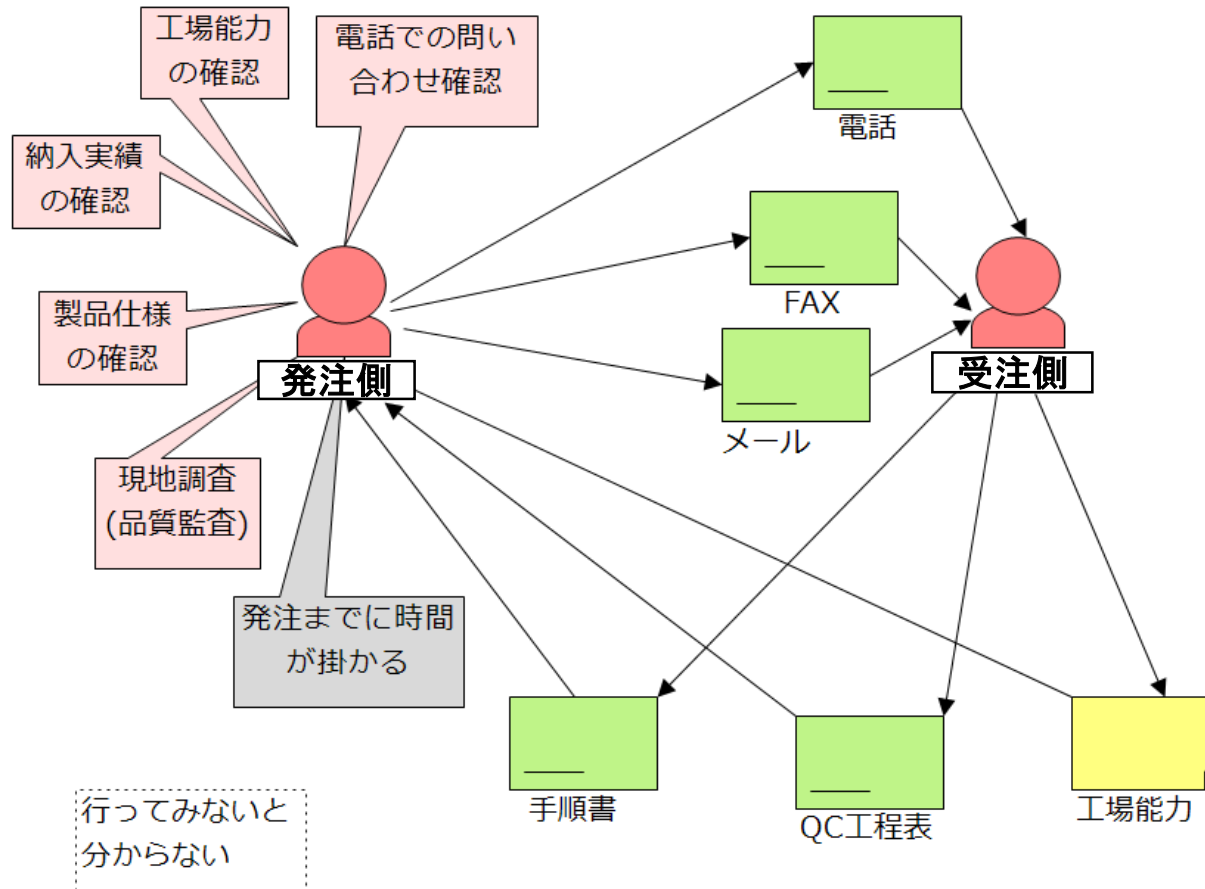 工場能力
の確認
電話での問い
合わせ確認
電話
納入実績
の確認
FAX
製品仕様
の確認
発注側
受注側
メール
現地調査
(品質監査)
発注までに時間
が掛かる
手順書
QC工程表
工場能力
行ってみないと
分からない